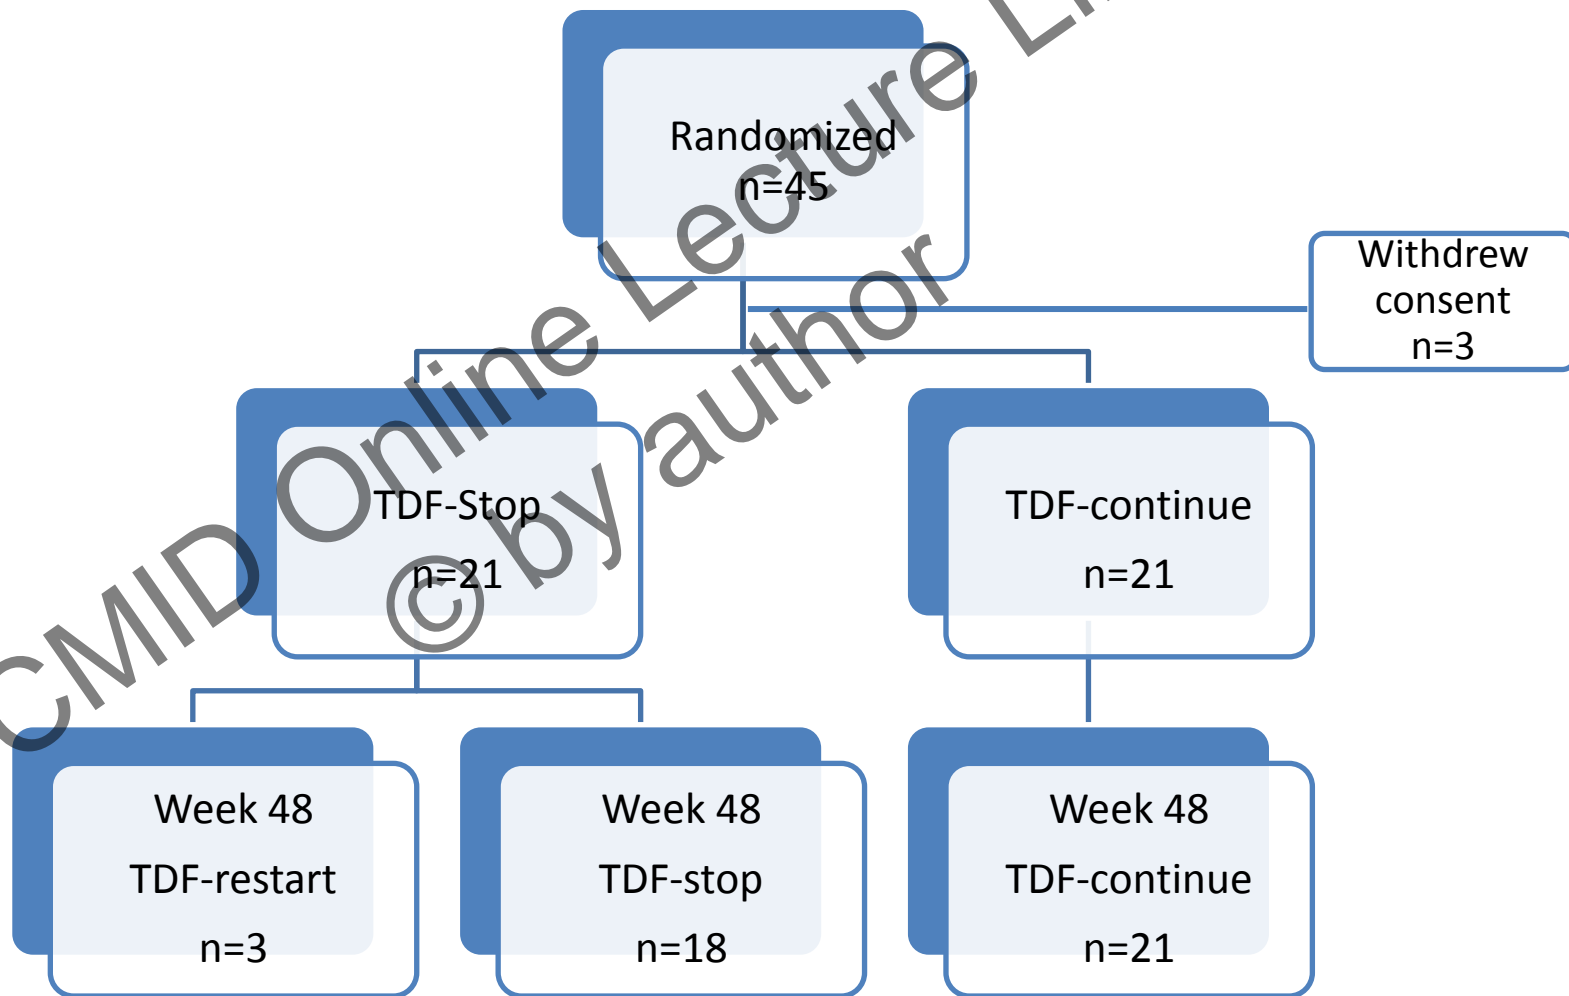 Randomized
n=45
Withdrew
consent
n=3
TDF-Stop
n=21
TDF-continue
n=21
Week 48
TDF-restart
n=3
Week 48
TDF-stop
n=18
Week 48
TDF-continue
n=21
CMID Online Lecture
© by author